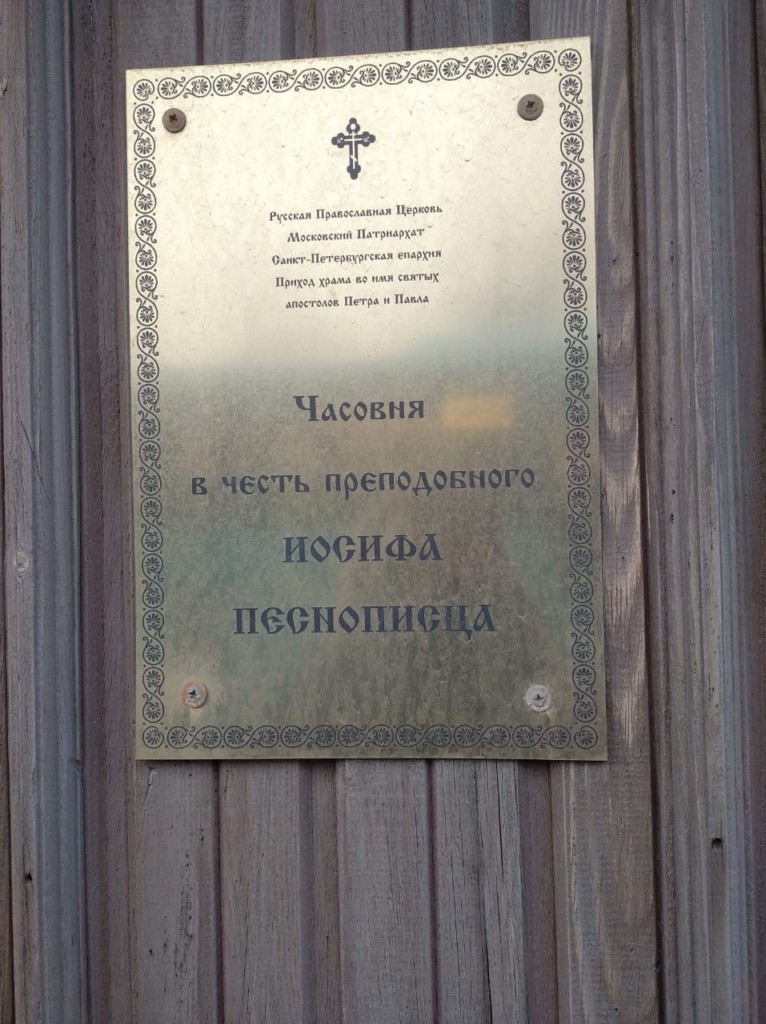 Русская Православная Церковь
Московский Патриархат
Санкт-Петербургская епархия
Приход храма во имя святых
апостолов Петра и Павла
Часовня
в честь преподобного
ИОСИФА
ПЕСНОПИСЦА